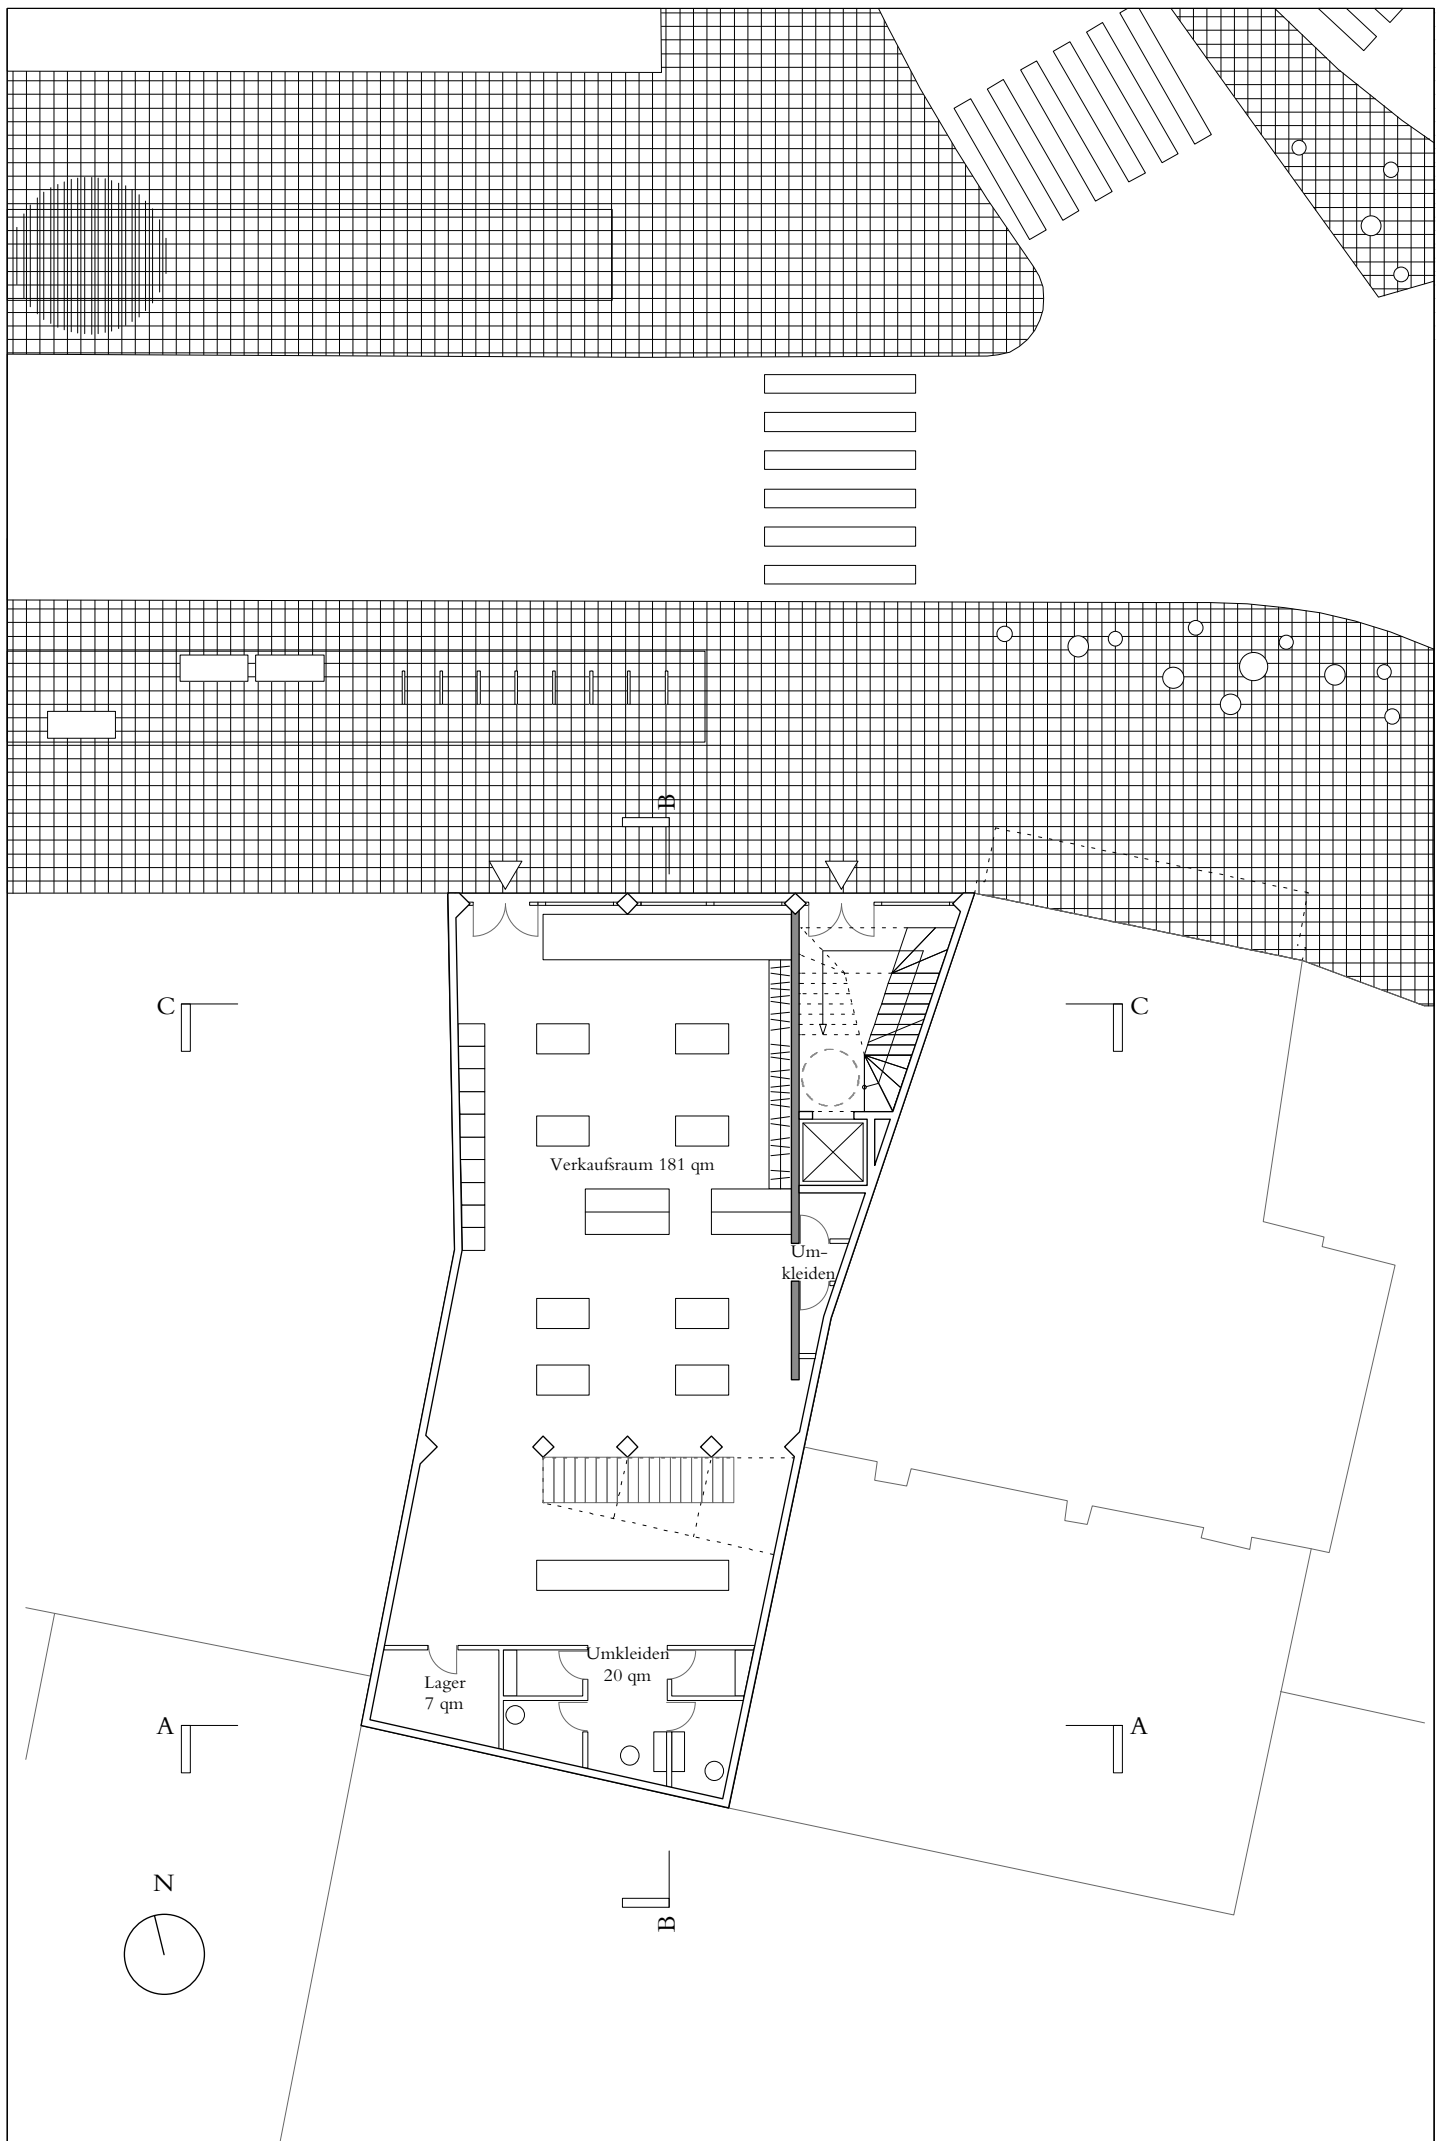 B
C
C
Verkaufsraum 181 qm
Um-
kleiden
Umkleiden
20 qm
Lager
7 qm
A
A
N
B